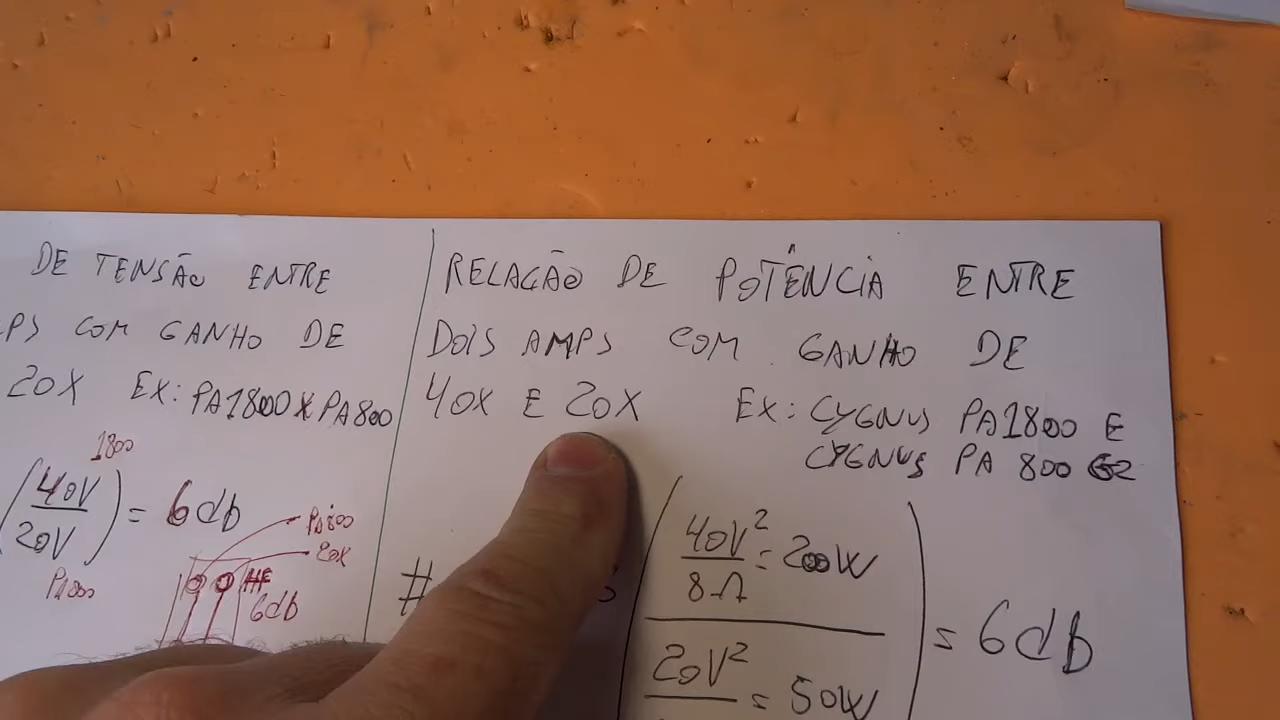 DE TENSÃO ENTRE
PS COM GANHO DE
20X EX: PA1800 X PA800
1800
(40V / 20V) = 6db
PA800
20X
HF
6db
RELAÇÃO DE POTÊNCIA ENTRE
DOIS AMPS COM GANHO DE
40X E 20X EX: CYGNUS PA1800 E
CYGNUS PA 800 G2
#
40V² = 200W
8Ω
= 6db
20V² = 50W